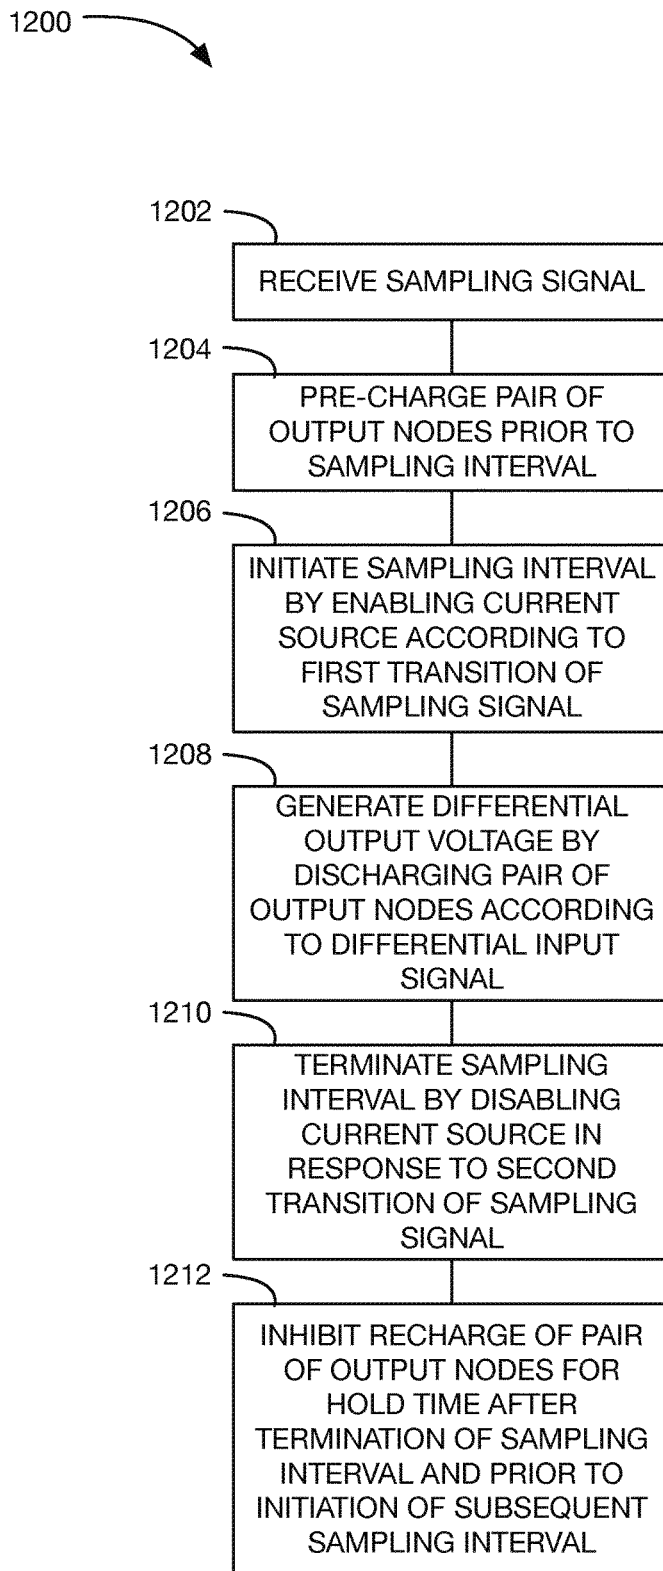 1200
1202
RECEIVE SAMPLING SIGNAL
1204
PRE-CHARGE PAIR OF
OUTPUT NODES PRIOR TO
SAMPLING INTERVAL
1206
INITIATE SAMPLING INTERVAL
BY ENABLING CURRENT
SOURCE ACCORDING TO
FIRST TRANSITION OF
SAMPLING SIGNAL
1208
GENERATE DIFFERENTIAL
OUTPUT VOLTAGE BY
DISCHARGING PAIR OF
OUTPUT NODES ACCORDING
TO DIFFERENTIAL INPUT
SIGNAL
1210
TERMINATE SAMPLING
INTERVAL BY DISABLING
CURRENT SOURCE IN
RESPONSE TO SECOND
TRANSITION OF SAMPLING
SIGNAL
1212
INHIBIT RECHARGE OF PAIR
OF OUTPUT NODES FOR
HOLD TIME AFTER
TERMINATION OF SAMPLING
INTERVAL AND PRIOR TO
INITIATION OF SUBSEQUENT
SAMPLING INTERVAL